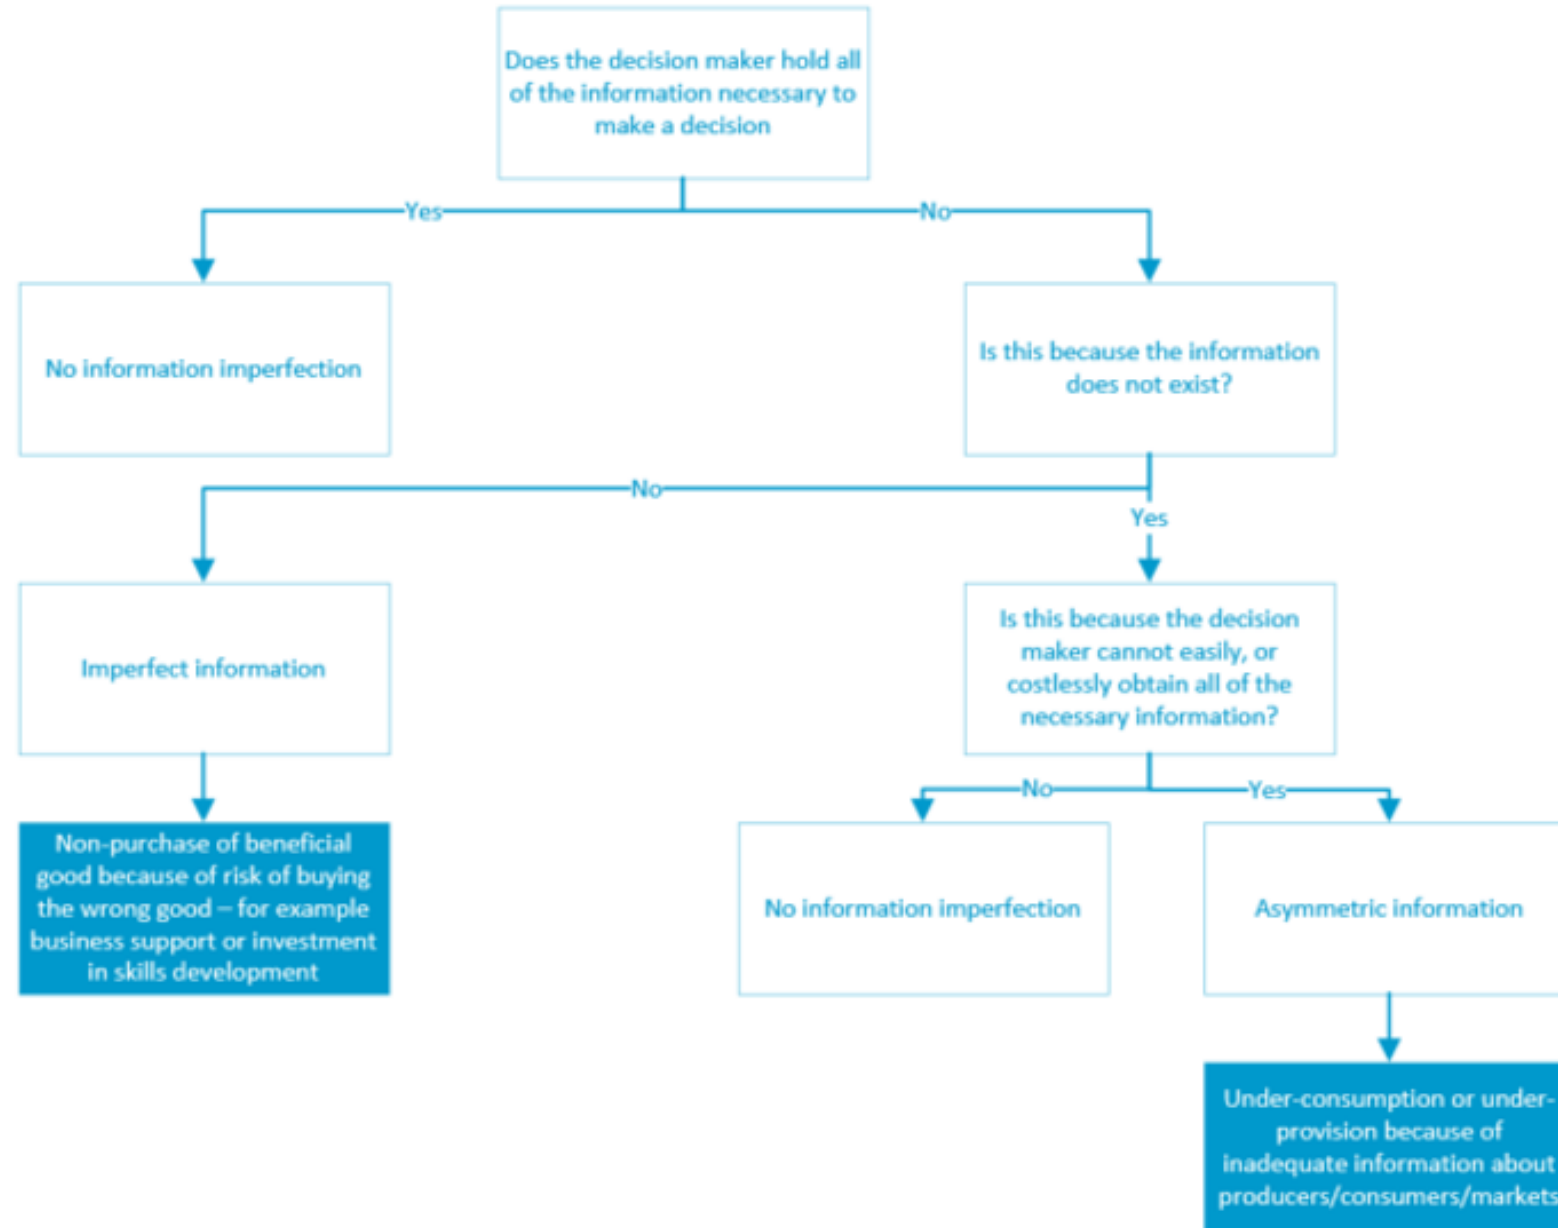 Does the decision maker hold all
of the information necessary to
make a decision
Yes
No
No information imperfection
Is this because the information
does not exist?
No
Yes
Imperfect information
Is this because the decision
maker cannot easily, or
costlessly obtain all of the
necessary information?
No
Yes
Non-purchase of beneficial
good because of risk of buying
the wrong good – for example
business support or investment
in skills development
No information imperfection
Asymmetric information
Under-consumption or under-
provision because of
inadequate information about
producers/consumers/markets